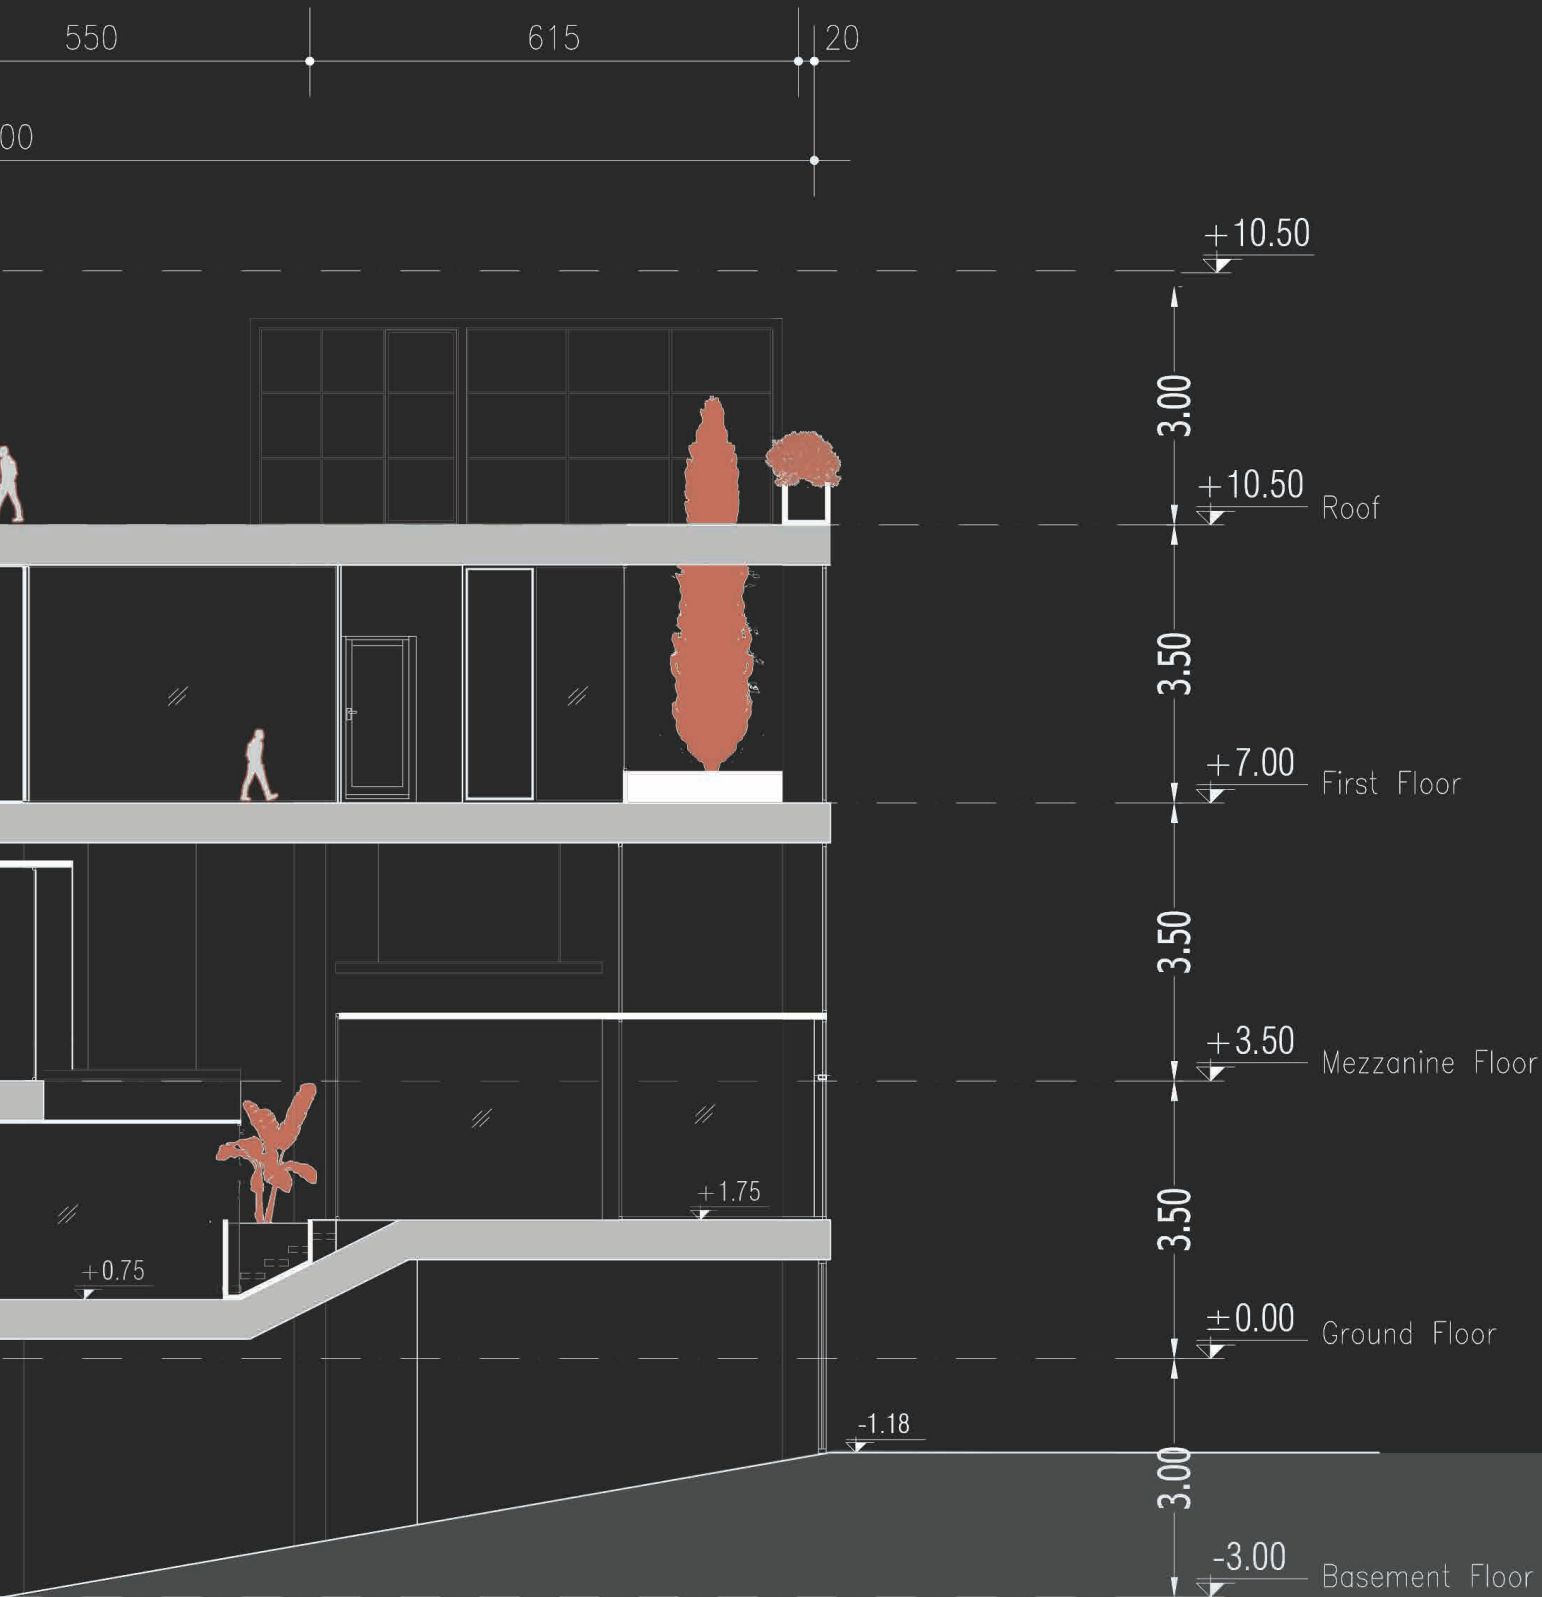 550 615 20
00
+10.50
3.00
+10.50 Roof
3.50
+7.00 First Floor
3.50
+3.50 Mezzanine Floor
+1.75
3.50
+0.75
±0.00 Ground Floor
-1.18
3.00
-3.00 Basement Floor